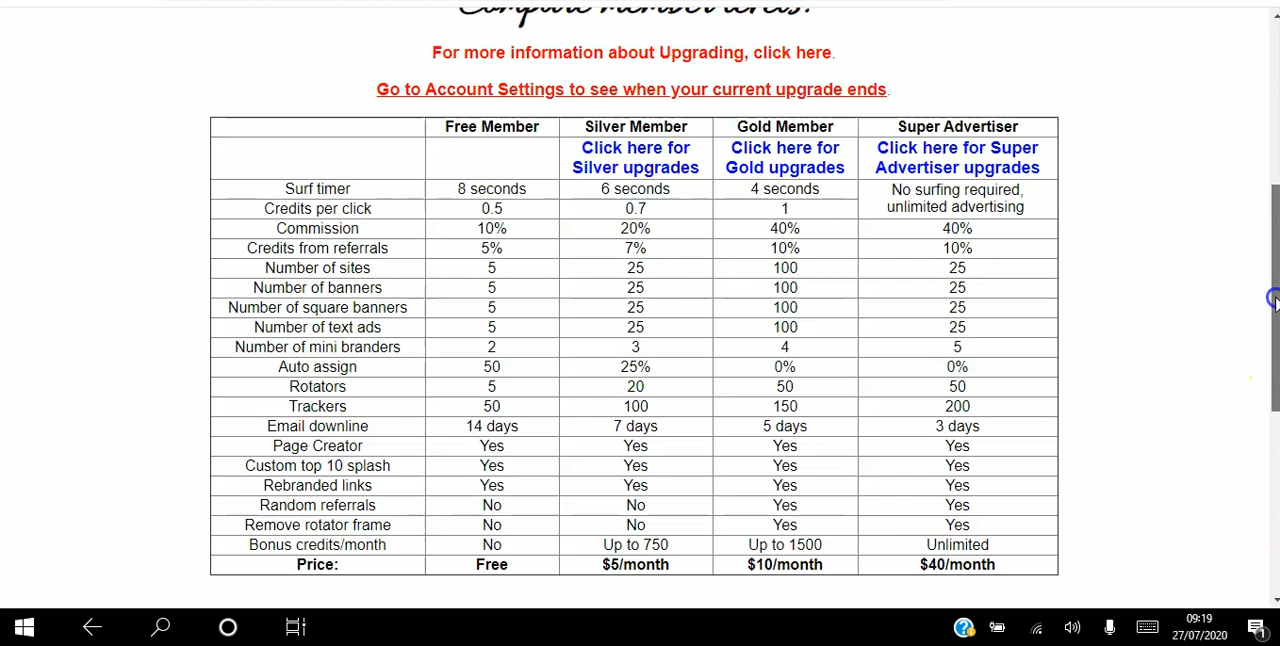 Compare member levels!
For more information about Upgrading, click here.
Go to Account Settings to see when your current upgrade ends.
Free Member Silver Member Gold Member Super Advertiser
Click here for Silver upgrades Click here for Gold upgrades Click here for Super Advertiser upgrades
Surf timer 8 seconds 6 seconds 4 seconds No surfing required, unlimited advertising
Credits per click 0.5 0.7 1
Commission 10% 20% 40% 40%
Credits from referrals 5% 7% 10% 10%
Number of sites 5 25 100 25
Number of banners 5 25 100 25
Number of square banners 5 25 100 25
Number of text ads 5 25 100 25
Number of mini branders 2 3 4 5
Auto assign 50 25% 0% 0%
Rotators 5 20 50 50
Trackers 50 100 150 200
Email downline 14 days 7 days 5 days 3 days
Page Creator Yes Yes Yes Yes
Custom top 10 splash Yes Yes Yes Yes
Rebranded links Yes Yes Yes Yes
Random referrals No No Yes Yes
Remove rotator frame No No Yes Yes
Bonus credits/month No Up to 750 Up to 1500 Unlimited
Price: Free $5/month $10/month $40/month
09:19
27/07/2020
1